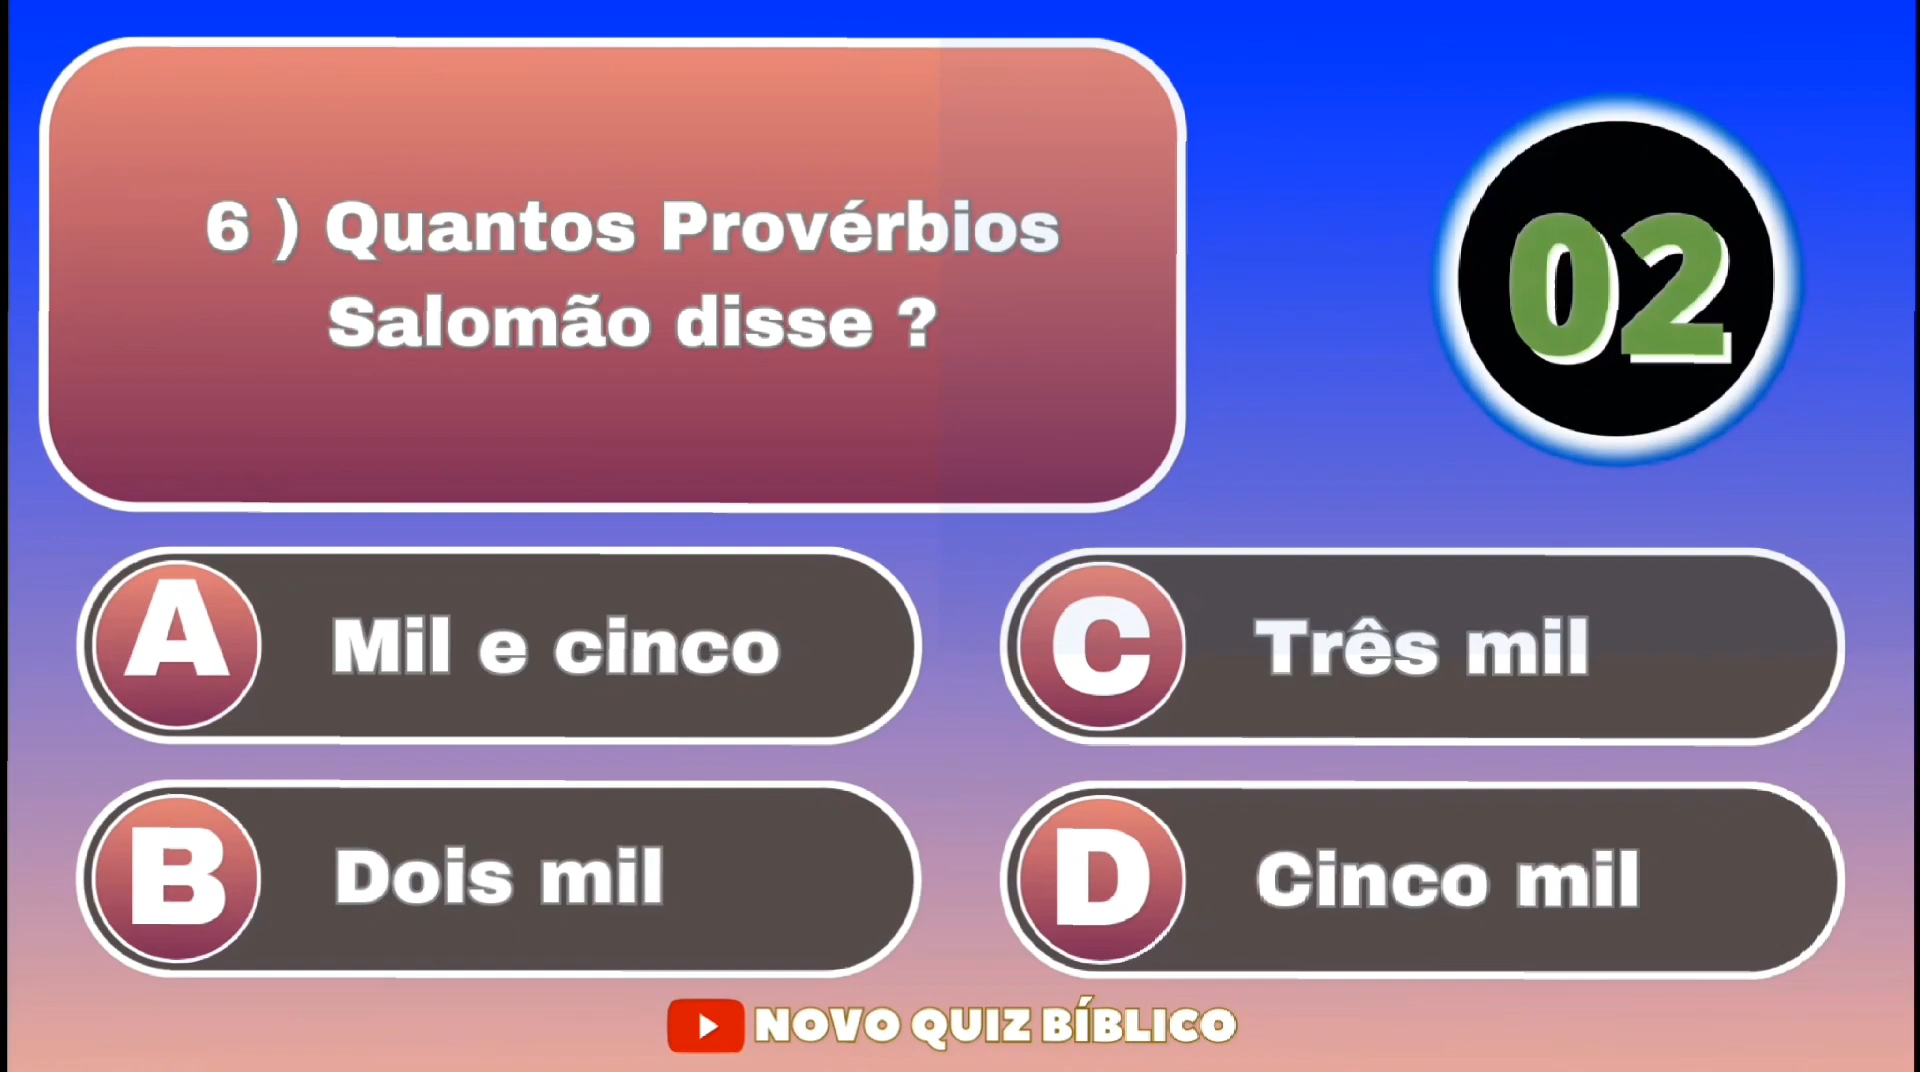 6 ) Quantos Provérbios
Salomão disse ?
02
A Mil e cinco
C Três mil
B Dois mil
D Cinco mil
NOVO QUIZ BÍBLICO